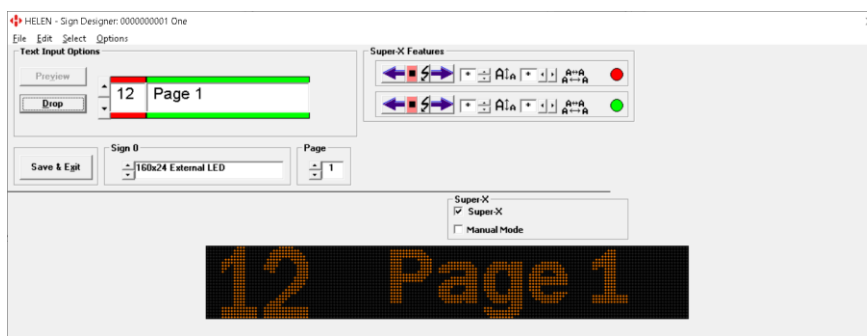 HELEN - Sign Designer: 0000000001 One
File Edit Select Options
Text Input Options
Preview
Drop
12 Page 1
Super-X Features
Save & Exit
Sign 0
160x24 External LED
Page
1
Super-X
Super-X
Manual Mode
12 Page 1